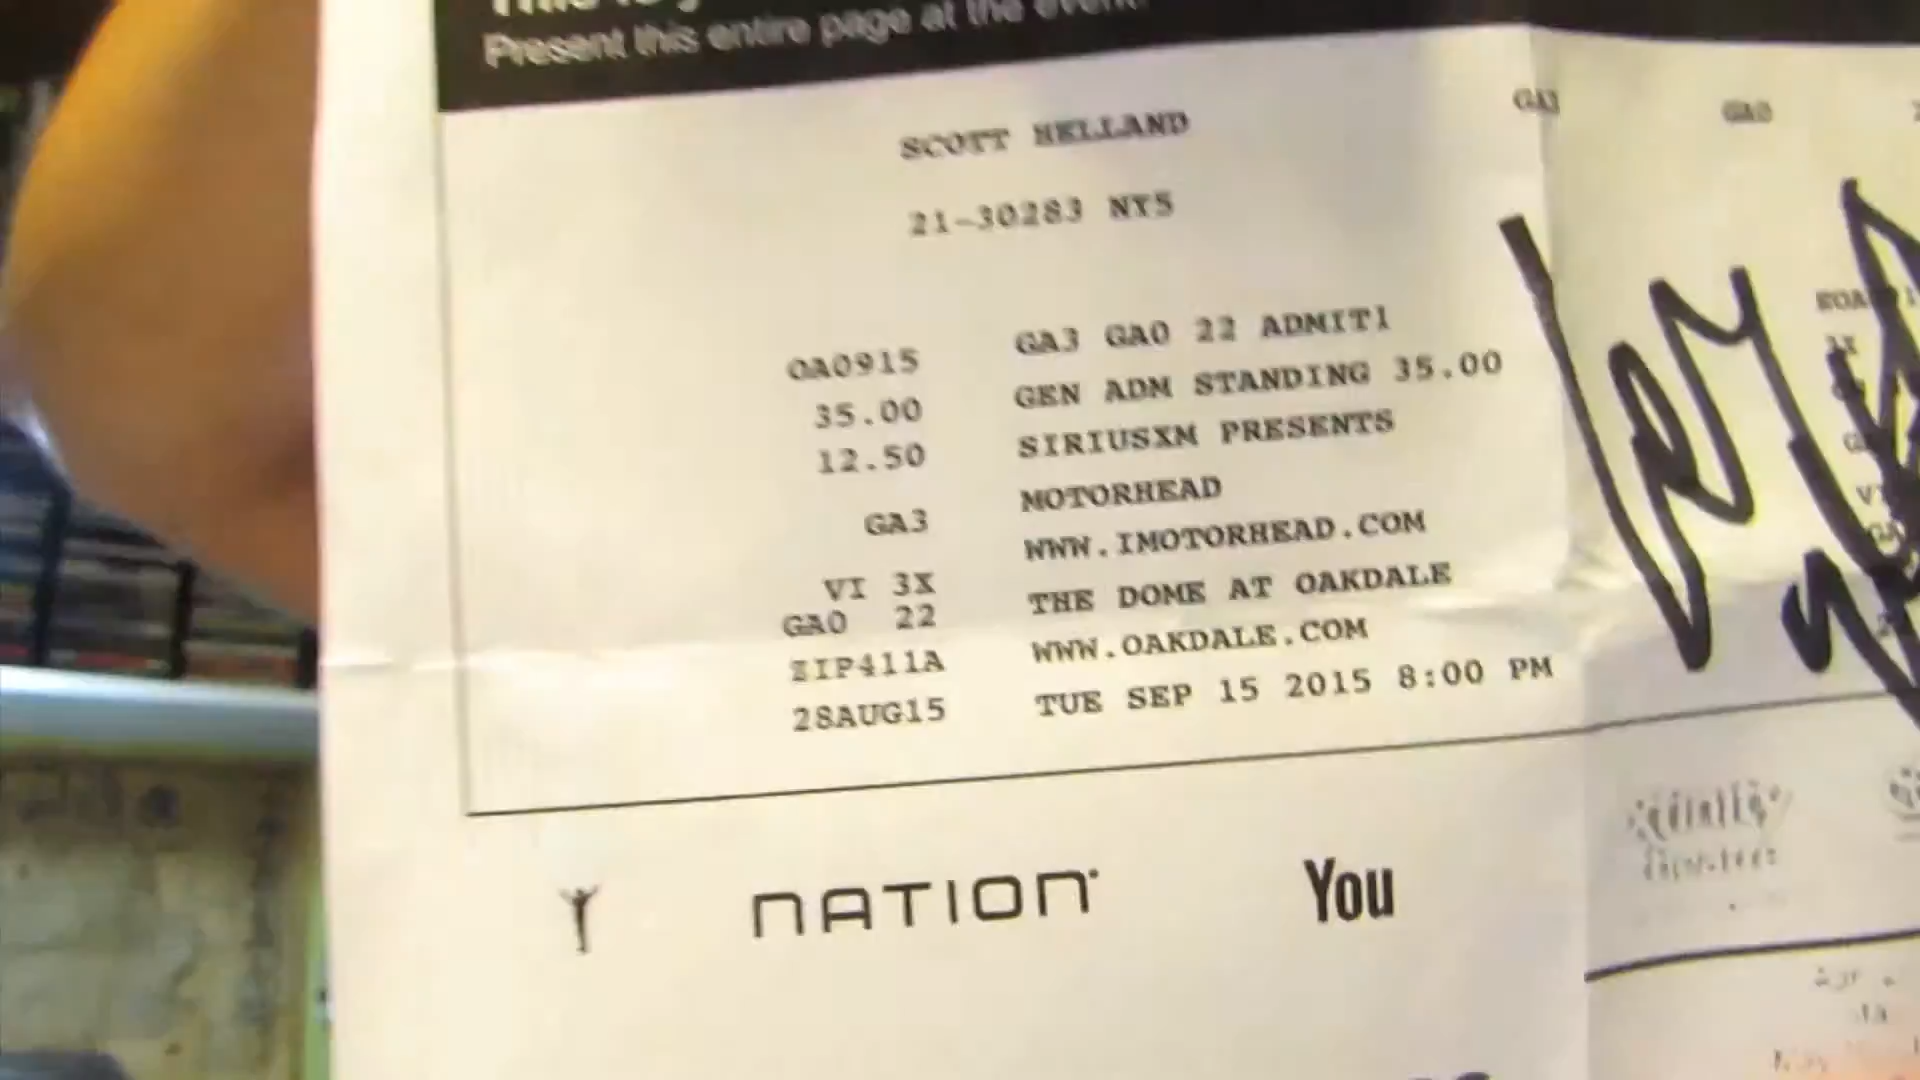 Present this entire page at the event.
SCOTT HELLAND
21-30283 NY5
GA3 GA0
OA0915 GA3 GA0 22 ADMIT1
35.00 GEN ADM STANDING 35.00
12.50 SIRIUSXM PRESENTS
MOTORHEAD
GA3 WWW.IMOTORHEAD.COM
VI 3X THE DOME AT OAKDALE
GA0 22
ZIP411A WWW.OAKDALE.COM
28AUG15 TUE SEP 15 2015 8:00 PM
NATION
You